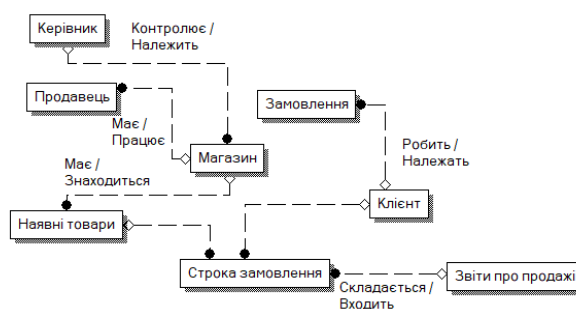 Керівник
Контролює /
Належить
Продавець
Замовлення
Має /
Працює
Магазин
Робить /
Належать
Має /
Знаходиться
Наявні товари
Клієнт
Строка замовлення
Складається /
Входить
Звіти про продажі